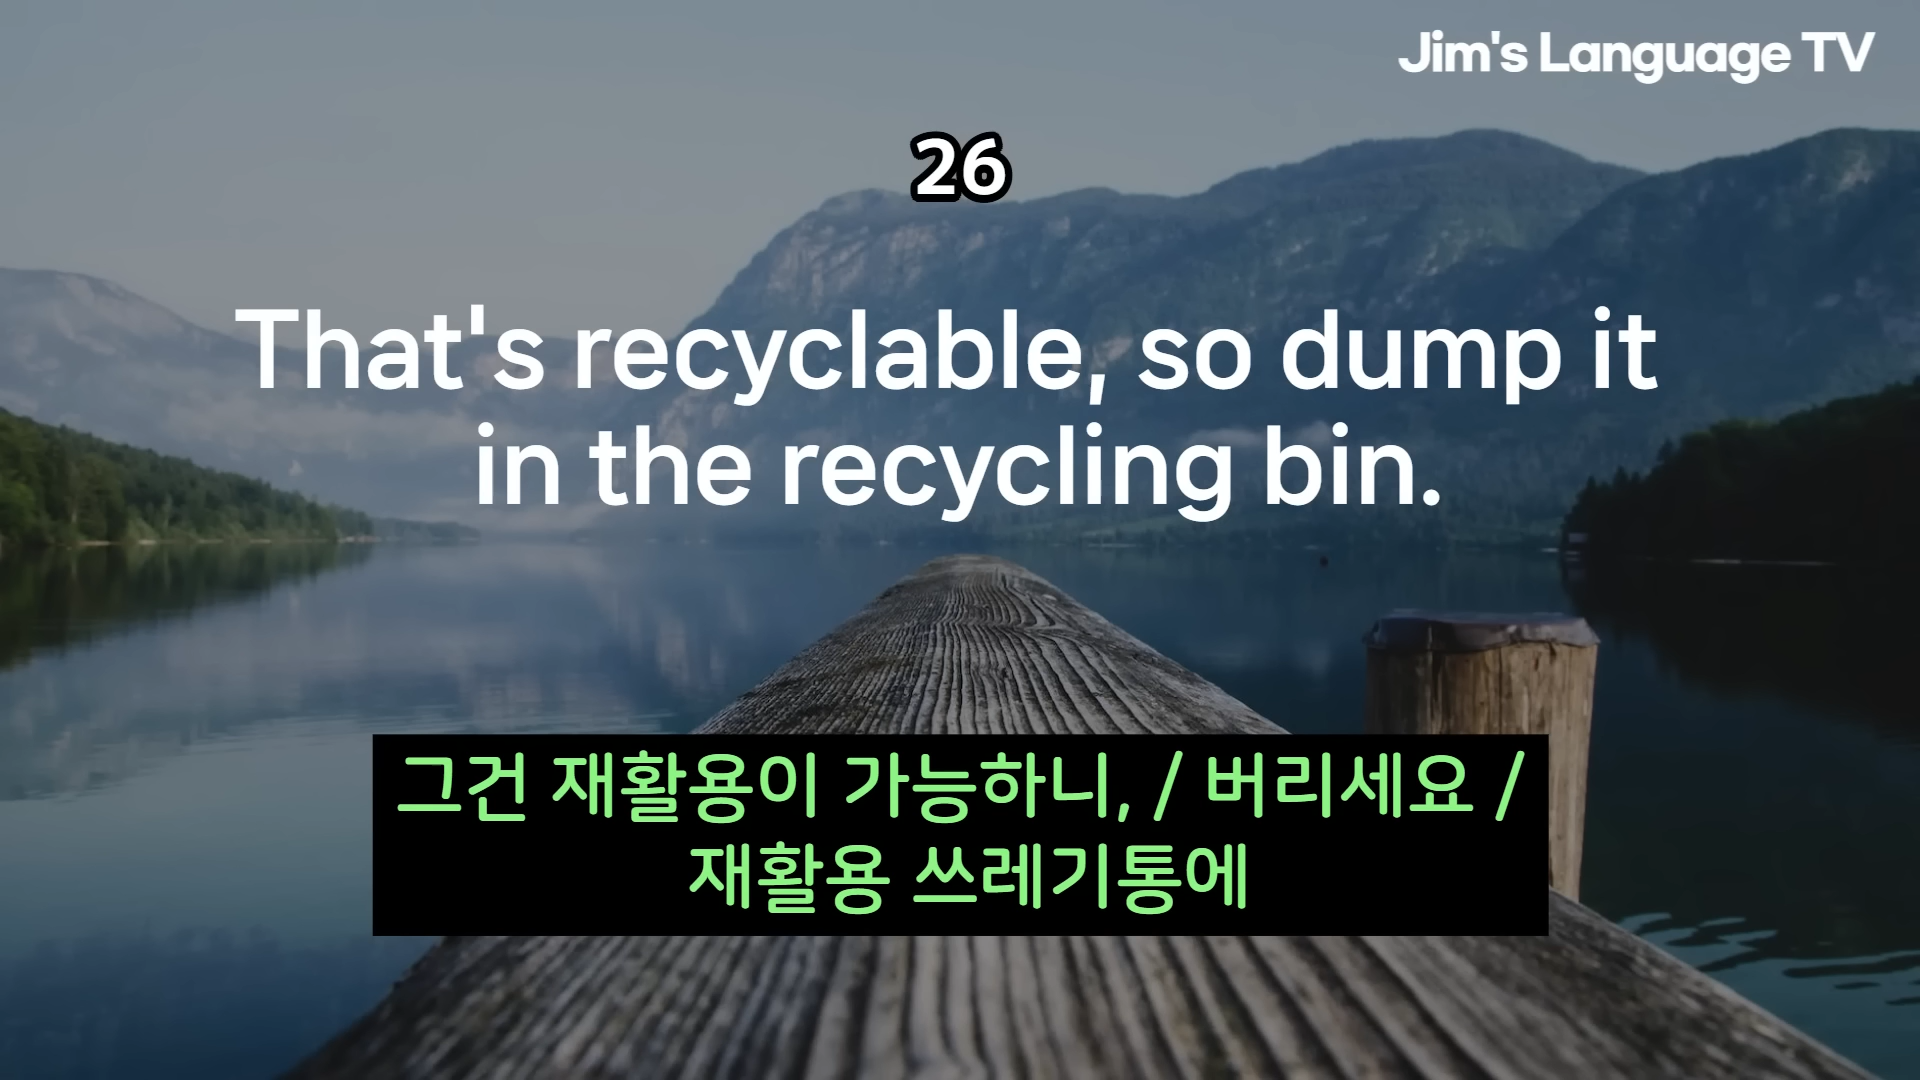 Jim's Language TV
26
That's recyclable, so dump it
in the recycling bin.
그건 재활용이 가능하니, / 버리세요 /
재활용 쓰레기통에